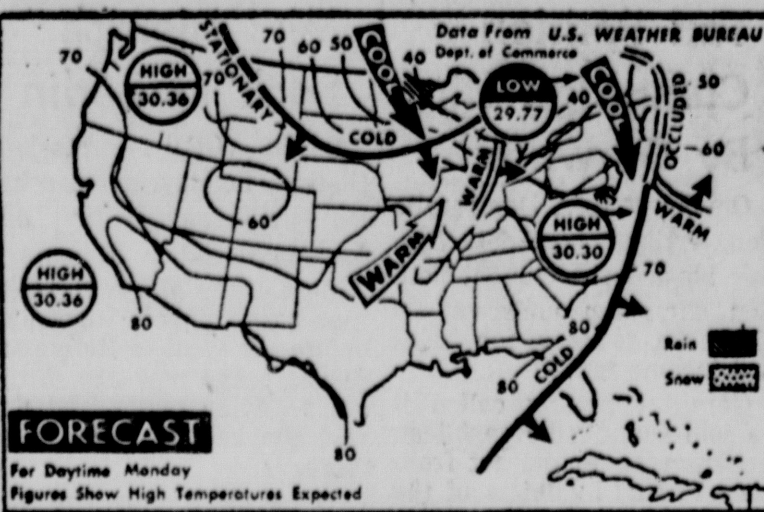 Data From U.S. WEATHER BUREAU
Dept. of Commerce
70
STATIONARY
70
60
50
COOL
40
HIGH
30.36
70
LOW
29.77
40
COOL
OCCLUDED
50
60
COLD
WARM
WARM
HIGH
30.30
WARM
60
HIGH
30.36
80
70
80
COLD
80
Rain
Snow
FORECAST
80
For Daytime Monday
Figures Show High Temperatures Expected